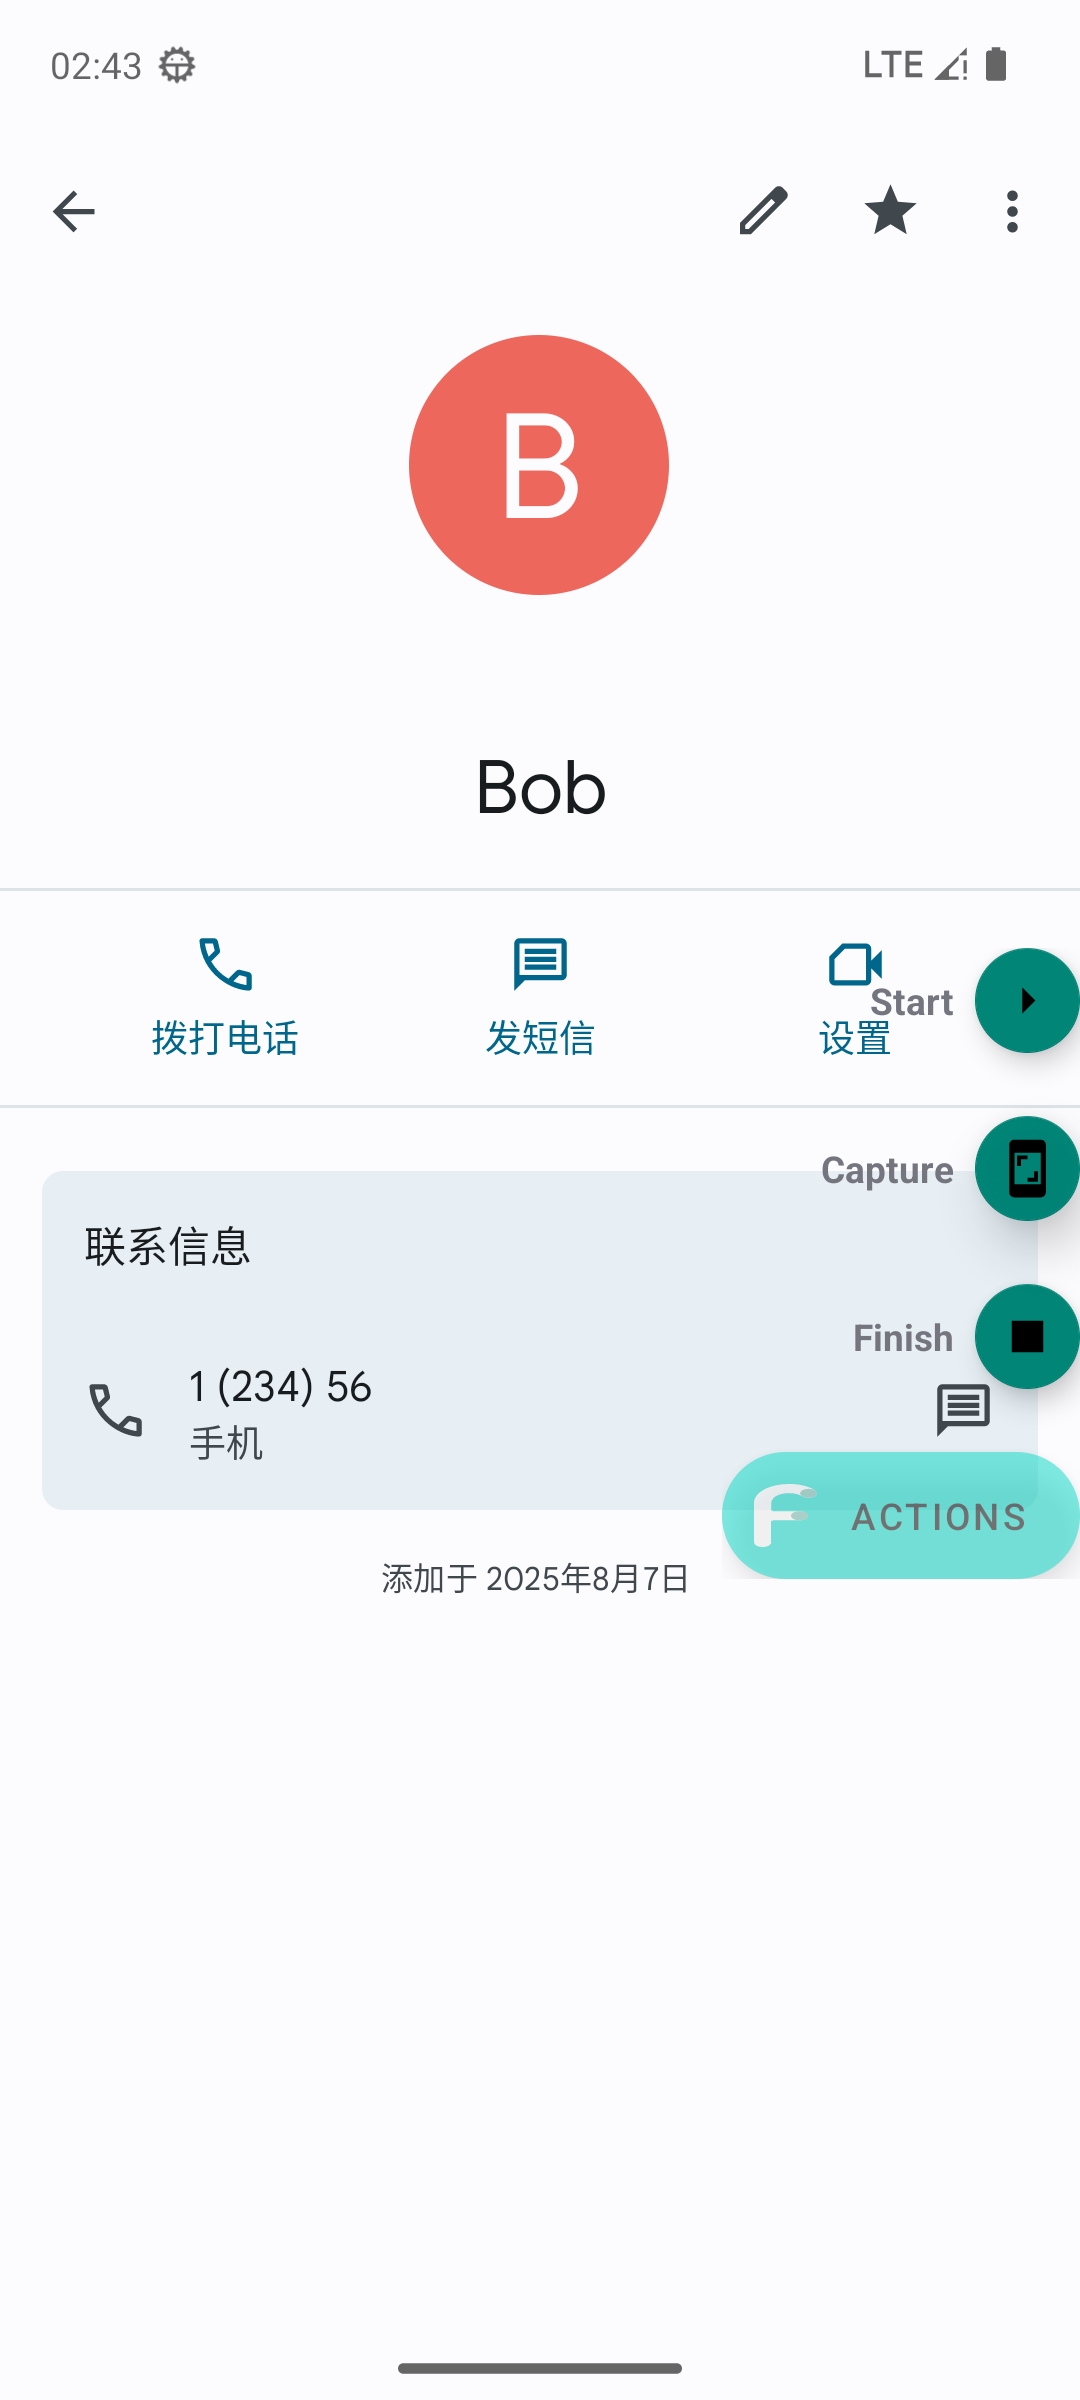 02:43
LTE
B
Bob
拨打电话
发短信
设置
Start
Capture
联系信息
Finish
1 (234) 56
手机
ACTIONS
添加于 2025年8月7日